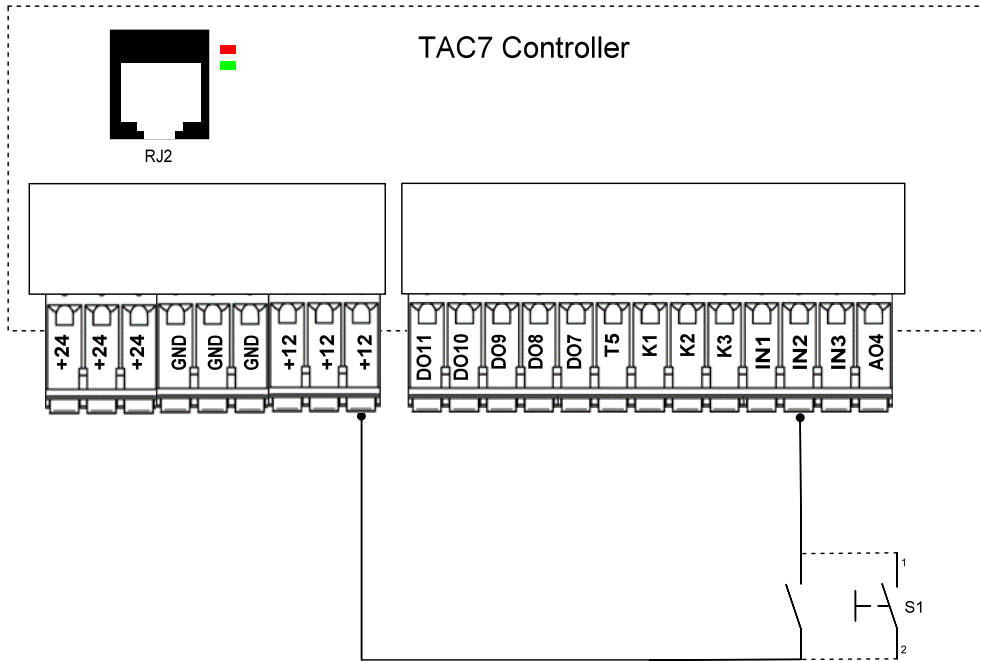 TAC7 Controller
RJ2
+24 +24 +24 GND GND GND +12 +12 +12 DO11 DO10 DO9 DO8 DO7 T5 K1 K2 K3 IN1 IN2 IN3 AO4
1
S1
2